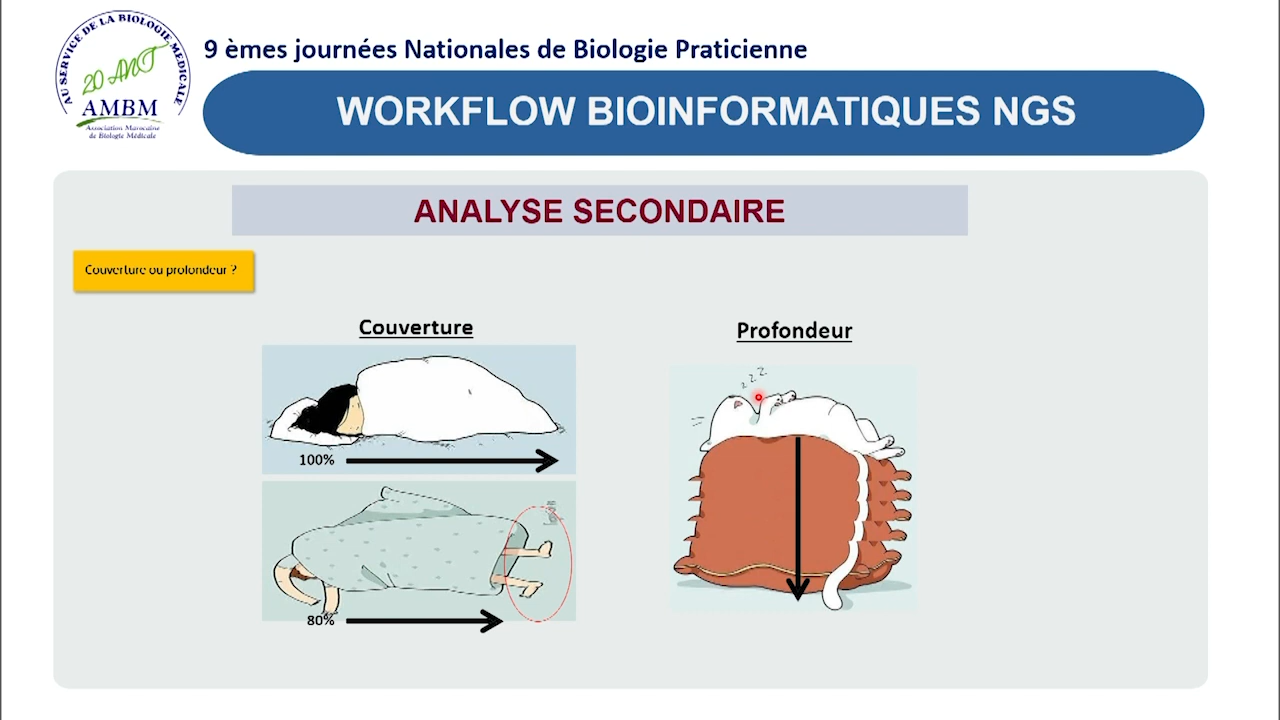 AU SERVICE DE LA BIOLOGIE MEDICALE
20 ANS
AMBM
Association Marocaine
de Biologie Médicale
9 èmes journées Nationales de Biologie Praticienne
WORKFLOW BIOINFORMATIQUES NGS
ANALYSE SECONDAIRE
Couverture ou profondeur ?
Couverture
Profondeur
z z z.
100%
80%